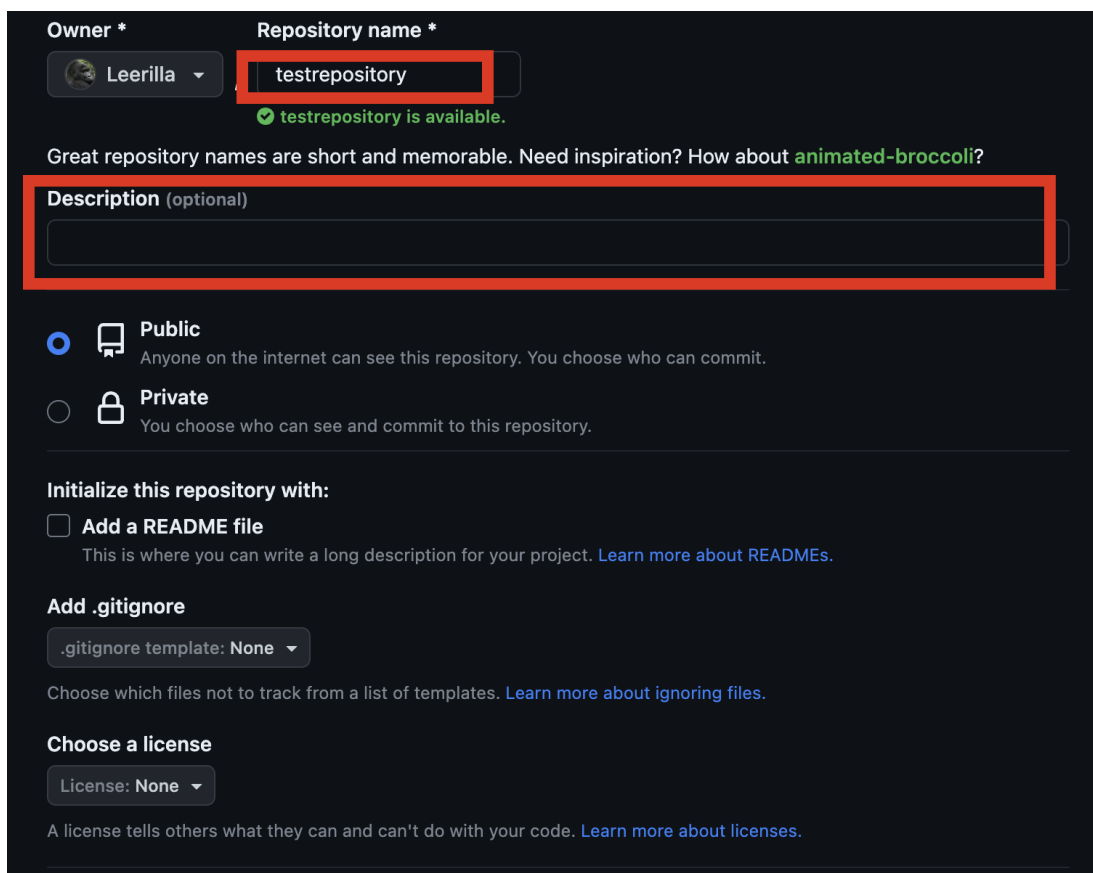 Owner * Repository name *
Leerilla / testrepository
testrepository is available.
Great repository names are short and memorable. Need inspiration? How about animated-broccoli?
Description (optional)
Public
Anyone on the internet can see this repository. You choose who can commit.
Private
You choose who can see and commit to this repository.
Initialize this repository with:
Add a README file
This is where you can write a long description for your project. Learn more about READMEs.
Add .gitignore
.gitignore template: None
Choose which files not to track from a list of templates. Learn more about ignoring files.
Choose a license
License: None
A license tells others what they can and can't do with your code. Learn more about licenses.